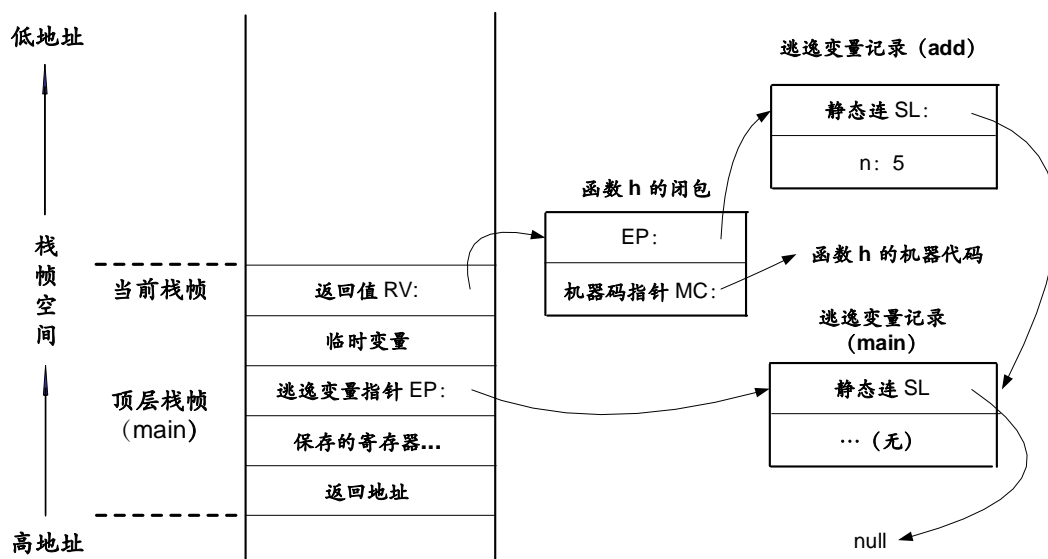 低地址
栈
帧
空
间
高地址
当前栈帧
顶层栈帧
（main）
返回值 RV:
临时变量
逃逸变量指针 EP:
保存的寄存器...
返回地址
函数 h 的闭包
EP:
机器码指针 MC:
逃逸变量记录（add）
静态连 SL:
n: 5
函数 h 的机器代码
逃逸变量记录
（main）
静态连 SL
…（无）
null